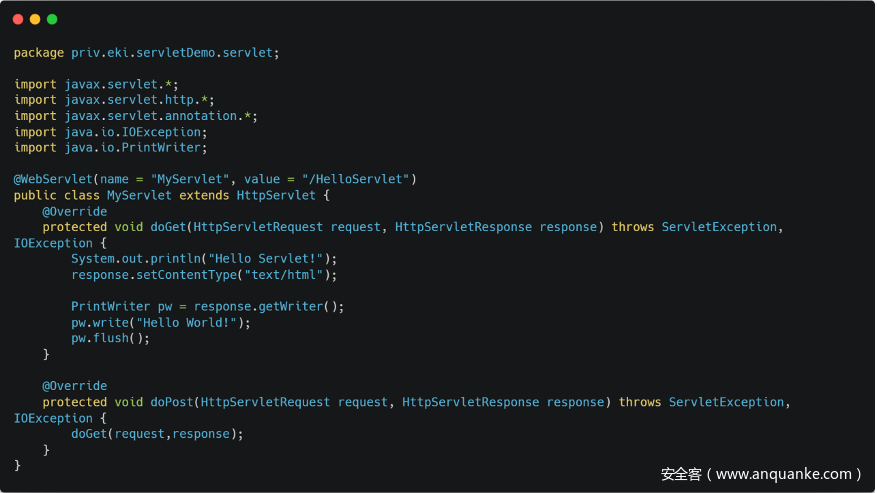 package priv.eki.servletDemo.servlet;
import javax.servlet.*;
import javax.servlet.http.*;
import javax.servlet.annotation.*;
import java.io.IOException;
import java.io.PrintWriter;
@WebServlet(name = "MyServlet", value = "/HelloServlet")
public class MyServlet extends HttpServlet {
    @Override
    protected void doGet(HttpServletRequest request, HttpServletResponse response) throws ServletException,
IOException {
        System.out.println("Hello Servlet!");
        response.setContentType("text/html");
        PrintWriter pw = response.getWriter();
        pw.write("Hello World!");
        pw.flush();
    }
    @Override
    protected void doPost(HttpServletRequest request, HttpServletResponse response) throws ServletException,
IOException {
        doGet(request,response);
    }
}
安全客（www.anquanke.com）